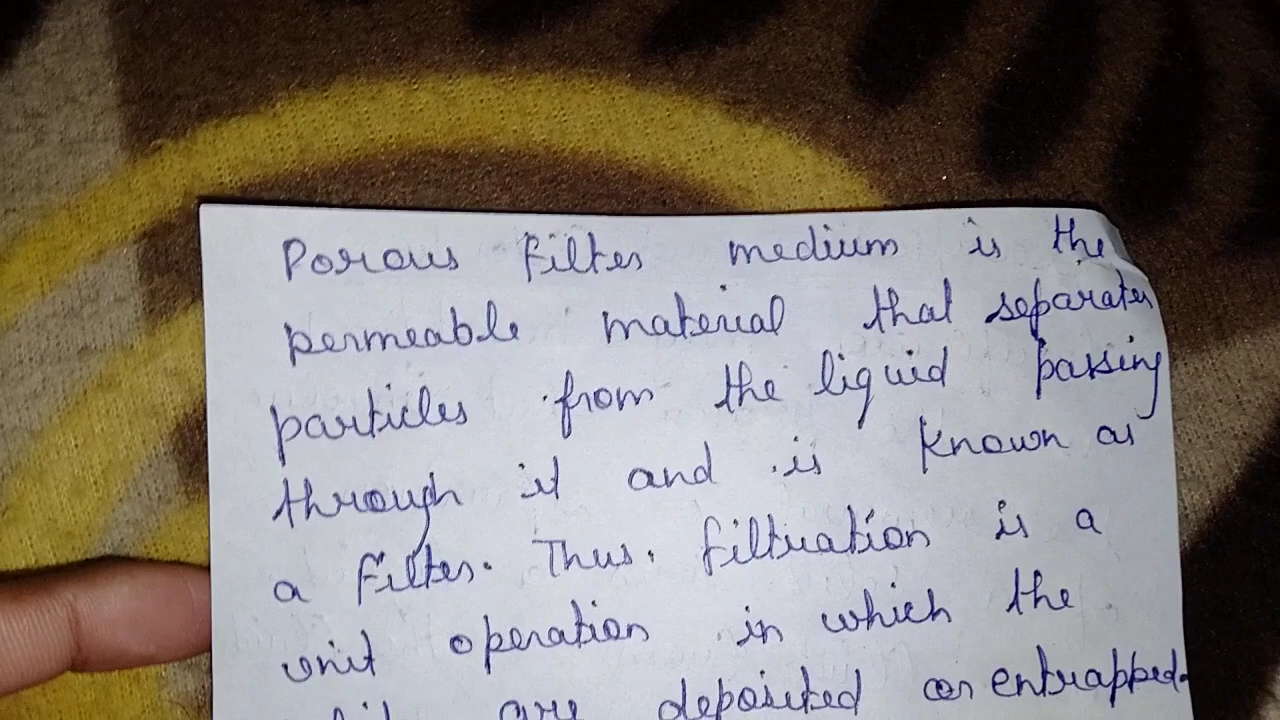 Porous filter medium is the
permeable material that separates
particles from the liquid passing
through it and is known as
a filter. Thus. filtration is a
unit operation in which the
are deposited or entrapped.